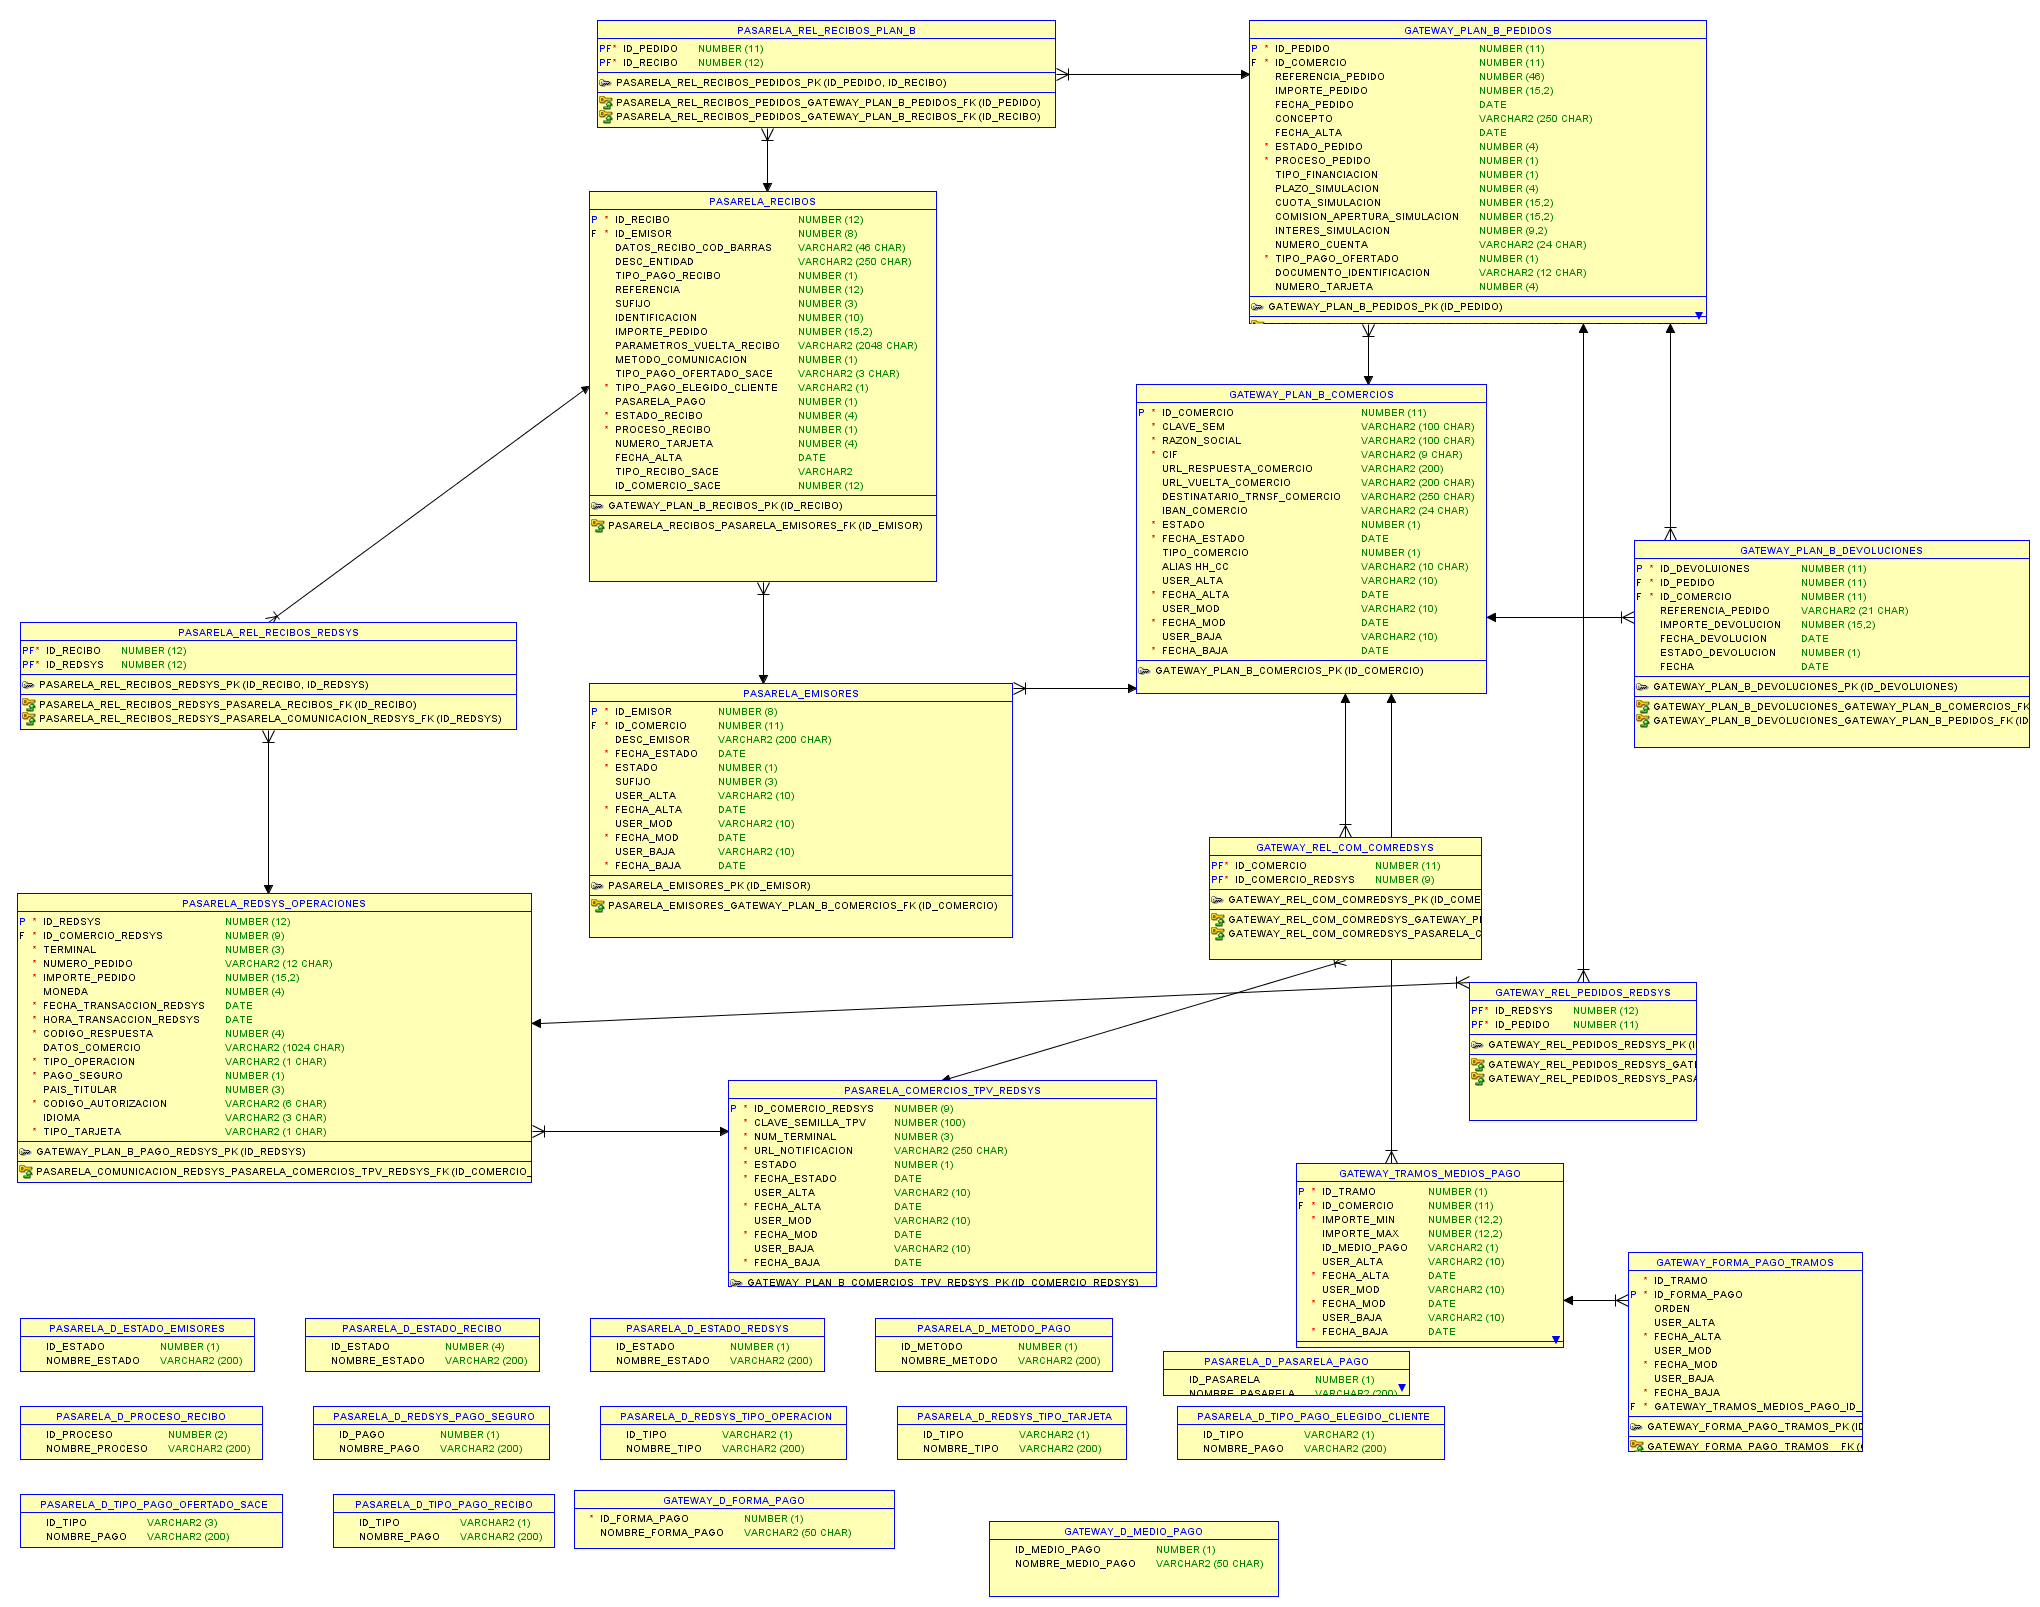 PASARELA_REL_RECIBOS_PLAN_B
PF* ID_PEDIDO NUMBER (11)
PF* ID_RECIBO NUMBER (12)
PASARELA_REL_RECIBOS_PEDIDOS_PK (ID_PEDIDO, ID_RECIBO)
PASARELA_REL_RECIBOS_PEDIDOS_GATEWAY_PLAN_B_PEDIDOS_FK (ID_PEDIDO)
PASARELA_REL_RECIBOS_PEDIDOS_GATEWAY_PLAN_B_RECIBOS_FK (ID_RECIBO)
GATEWAY_PLAN_B_PEDIDOS
P * ID_PEDIDO NUMBER (11)
F * ID_COMERCIO NUMBER (11)
REFERENCIA_PEDIDO NUMBER (46)
IMPORTE_PEDIDO NUMBER (15,2)
FECHA_PEDIDO DATE
CONCEPTO VARCHAR2 (250 CHAR)
FECHA_ALTA DATE
* ESTADO_PEDIDO NUMBER (4)
* PROCESO_PEDIDO NUMBER (1)
TIPO_FINANCIACION NUMBER (1)
PLAZO_SIMULACION NUMBER (4)
CUOTA_SIMULACION NUMBER (15,2)
COMISION_APERTURA_SIMULACION NUMBER (15,2)
INTERES_SIMULACION NUMBER (9,2)
NUMERO_CUENTA VARCHAR2 (24 CHAR)
* TIPO_PAGO_OFERTADO NUMBER (1)
DOCUMENTO_IDENTIFICACION VARCHAR2 (12 CHAR)
NUMERO_TARJETA NUMBER (4)
GATEWAY_PLAN_B_PEDIDOS_PK (ID_PEDIDO)
PASARELA_RECIBOS
P * ID_RECIBO NUMBER (12)
F * ID_EMISOR NUMBER (8)
DATOS_RECIBO_COD_BARRAS VARCHAR2 (46 CHAR)
DESC_ENTIDAD VARCHAR2 (250 CHAR)
TIPO_PAGO_RECIBO NUMBER (1)
REFERENCIA NUMBER (12)
SUFIJO NUMBER (3)
IDENTIFICACION NUMBER (10)
IMPORTE_PEDIDO NUMBER (15,2)
PARAMETROS_VUELTA_RECIBO VARCHAR2 (2048 CHAR)
METODO_COMUNICACION NUMBER (1)
TIPO_PAGO_OFERTADO_SACE VARCHAR2 (3 CHAR)
* TIPO_PAGO_ELEGIDO_CLIENTE VARCHAR2 (1)
PASARELA_PAGO NUMBER (1)
* ESTADO_RECIBO NUMBER (4)
* PROCESO_RECIBO NUMBER (1)
NUMERO_TARJETA NUMBER (4)
FECHA_ALTA DATE
TIPO_RECIBO_SACE VARCHAR2
ID_COMERCIO_SACE NUMBER (12)
GATEWAY_PLAN_B_RECIBOS_PK (ID_RECIBO)
PASARELA_RECIBOS_PASARELA_EMISORES_FK (ID_EMISOR)
GATEWAY_PLAN_B_COMERCIOS
P * ID_COMERCIO NUMBER (11)
* CLAVE_SEM VARCHAR2 (100 CHAR)
* RAZON_SOCIAL VARCHAR2 (100 CHAR)
* CIF VARCHAR2 (9 CHAR)
URL_RESPUESTA_COMERCIO VARCHAR2 (200)
URL_VUELTA_COMERCIO VARCHAR2 (200 CHAR)
DESTINATARIO_TRNSF_COMERCIO VARCHAR2 (250 CHAR)
IBAN_COMERCIO VARCHAR2 (24 CHAR)
* ESTADO NUMBER (1)
* FECHA_ESTADO DATE
TIPO_COMERCIO NUMBER (1)
ALIAS HH_CC VARCHAR2 (10 CHAR)
USER_ALTA VARCHAR2 (10)
* FECHA_ALTA DATE
USER_MOD VARCHAR2 (10)
* FECHA_MOD DATE
USER_BAJA VARCHAR2 (10)
* FECHA_BAJA DATE
GATEWAY_PLAN_B_COMERCIOS_PK (ID_COMERCIO)
GATEWAY_PLAN_B_DEVOLUCIONES
P * ID_DEVOLUIONES NUMBER (11)
F * ID_PEDIDO NUMBER (11)
F * ID_COMERCIO NUMBER (11)
REFERENCIA_PEDIDO VARCHAR2 (21 CHAR)
IMPORTE_DEVOLUCION NUMBER (15,2)
FECHA_DEVOLUCION DATE
ESTADO_DEVOLUCION NUMBER (1)
FECHA DATE
GATEWAY_PLAN_B_DEVOLUCIONES_PK (ID_DEVOLUIONES)
GATEWAY_PLAN_B_DEVOLUCIONES_GATEWAY_PLAN_B_COMERCIOS_FK
GATEWAY_PLAN_B_DEVOLUCIONES_GATEWAY_PLAN_B_PEDIDOS_FK (ID
PASARELA_REL_RECIBOS_REDSYS
PF* ID_RECIBO NUMBER (12)
PF* ID_REDSYS NUMBER (12)
PASARELA_REL_RECIBOS_REDSYS_PK (ID_RECIBO, ID_REDSYS)
PASARELA_REL_RECIBOS_REDSYS_PASARELA_RECIBOS_FK (ID_RECIBO)
PASARELA_REL_RECIBOS_REDSYS_PASARELA_COMUNICACION_REDSYS_FK (ID_REDSYS)
PASARELA_EMISORES
P * ID_EMISOR NUMBER (8)
F * ID_COMERCIO NUMBER (11)
DESC_EMISOR VARCHAR2 (200 CHAR)
* FECHA_ESTADO DATE
* ESTADO NUMBER (1)
SUFIJO NUMBER (3)
USER_ALTA VARCHAR2 (10)
* FECHA_ALTA DATE
USER_MOD VARCHAR2 (10)
* FECHA_MOD DATE
USER_BAJA VARCHAR2 (10)
* FECHA_BAJA DATE
PASARELA_EMISORES_PK (ID_EMISOR)
PASARELA_EMISORES_GATEWAY_PLAN_B_COMERCIOS_FK (ID_COMERCIO)
GATEWAY_REL_COM_COMREDSYS
PF* ID_COMERCIO NUMBER (11)
PF* ID_COMERCIO_REDSYS NUMBER (9)
GATEWAY_REL_COM_COMREDSYS_PK (ID_COME
GATEWAY_REL_COM_COMREDSYS_GATEWAY_PL
GATEWAY_REL_COM_COMREDSYS_PASARELA_C
PASARELA_REDSYS_OPERACIONES
P * ID_REDSYS NUMBER (12)
F * ID_COMERCIO_REDSYS NUMBER (9)
* TERMINAL NUMBER (3)
* NUMERO_PEDIDO VARCHAR2 (12 CHAR)
* IMPORTE_PEDIDO NUMBER (15,2)
MONEDA NUMBER (4)
* FECHA_TRANSACCION_REDSYS DATE
* HORA_TRANSACCION_REDSYS DATE
* CODIGO_RESPUESTA NUMBER (4)
DATOS_COMERCIO VARCHAR2 (1024 CHAR)
* TIPO_OPERACION VARCHAR2 (1 CHAR)
* PAGO_SEGURO NUMBER (1)
PAIS_TITULAR NUMBER (3)
* CODIGO_AUTORIZACION VARCHAR2 (6 CHAR)
IDIOMA VARCHAR2 (3 CHAR)
* TIPO_TARJETA VARCHAR2 (1 CHAR)
GATEWAY_PLAN_B_PAGO_REDSYS_PK (ID_REDSYS)
PASARELA_COMUNICACION_REDSYS_PASARELA_COMERCIOS_TPV_REDSYS_FK (ID_COMERCIO_
GATEWAY_REL_PEDIDOS_REDSYS
PF* ID_REDSYS NUMBER (12)
PF* ID_PEDIDO NUMBER (11)
GATEWAY_REL_PEDIDOS_REDSYS_PK (I
GATEWAY_REL_PEDIDOS_REDSYS_GATE
GATEWAY_REL_PEDIDOS_REDSYS_PASA
PASARELA_COMERCIOS_TPV_REDSYS
P * ID_COMERCIO_REDSYS NUMBER (9)
* CLAVE_SEMILLA_TPV NUMBER (100)
* NUM_TERMINAL NUMBER (3)
* URL_NOTIFICACION VARCHAR2 (250 CHAR)
* ESTADO NUMBER (1)
* FECHA_ESTADO DATE
USER_ALTA VARCHAR2 (10)
* FECHA_ALTA DATE
USER_MOD VARCHAR2 (10)
* FECHA_MOD DATE
USER_BAJA VARCHAR2 (10)
* FECHA_BAJA DATE
GATEWAY_PLAN_B_COMERCIOS_TPV_REDSYS_PK (ID_COMERCIO_REDSYS)
GATEWAY_TRAMOS_MEDIOS_PAGO
P * ID_TRAMO NUMBER (1)
F * ID_COMERCIO NUMBER (11)
* IMPORTE_MIN NUMBER (12,2)
IMPORTE_MAX NUMBER (12,2)
ID_MEDIO_PAGO VARCHAR2 (1)
USER_ALTA VARCHAR2 (10)
* FECHA_ALTA DATE
USER_MOD VARCHAR2 (10)
* FECHA_MOD DATE
USER_BAJA VARCHAR2 (10)
* FECHA_BAJA DATE
GATEWAY_FORMA_PAGO_TRAMOS
* ID_TRAMO
P * ID_FORMA_PAGO
ORDEN
USER_ALTA
* FECHA_ALTA
USER_MOD
* FECHA_MOD
USER_BAJA
* FECHA_BAJA
F * GATEWAY_TRAMOS_MEDIOS_PAGO_ID_
GATEWAY_FORMA_PAGO_TRAMOS_PK (ID
GATEWAY_FORMA_PAGO_TRAMOS__FK (
PASARELA_D_ESTADO_EMISORES
ID_ESTADO NUMBER (1)
NOMBRE_ESTADO VARCHAR2 (200)
PASARELA_D_ESTADO_RECIBO
ID_ESTADO NUMBER (4)
NOMBRE_ESTADO VARCHAR2 (200)
PASARELA_D_ESTADO_REDSYS
ID_ESTADO NUMBER (1)
NOMBRE_ESTADO VARCHAR2 (200)
PASARELA_D_METODO_PAGO
ID_METODO NUMBER (1)
NOMBRE_METODO VARCHAR2 (200)
PASARELA_D_PASARELA_PAGO
ID_PASARELA NUMBER (1)
NOMBRE_PASARELA VARCHAR2 (200)
PASARELA_D_PROCESO_RECIBO
ID_PROCESO NUMBER (2)
NOMBRE_PROCESO VARCHAR2 (200)
PASARELA_D_REDSYS_PAGO_SEGURO
ID_PAGO NUMBER (1)
NOMBRE_PAGO VARCHAR2 (200)
PASARELA_D_REDSYS_TIPO_OPERACION
ID_TIPO VARCHAR2 (1)
NOMBRE_TIPO VARCHAR2 (200)
PASARELA_D_REDSYS_TIPO_TARJETA
ID_TIPO VARCHAR2 (1)
NOMBRE_TIPO VARCHAR2 (200)
PASARELA_D_TIPO_PAGO_ELEGIDO_CLIENTE
ID_TIPO VARCHAR2 (1)
NOMBRE_PAGO VARCHAR2 (200)
PASARELA_D_TIPO_PAGO_OFERTADO_SACE
ID_TIPO VARCHAR2 (3)
NOMBRE_PAGO VARCHAR2 (200)
PASARELA_D_TIPO_PAGO_RECIBO
ID_TIPO VARCHAR2 (1)
NOMBRE_PAGO VARCHAR2 (200)
GATEWAY_D_FORMA_PAGO
* ID_FORMA_PAGO NUMBER (1)
NOMBRE_FORMA_PAGO VARCHAR2 (50 CHAR)
GATEWAY_D_MEDIO_PAGO
ID_MEDIO_PAGO NUMBER (1)
NOMBRE_MEDIO_PAGO VARCHAR2 (50 CHAR)